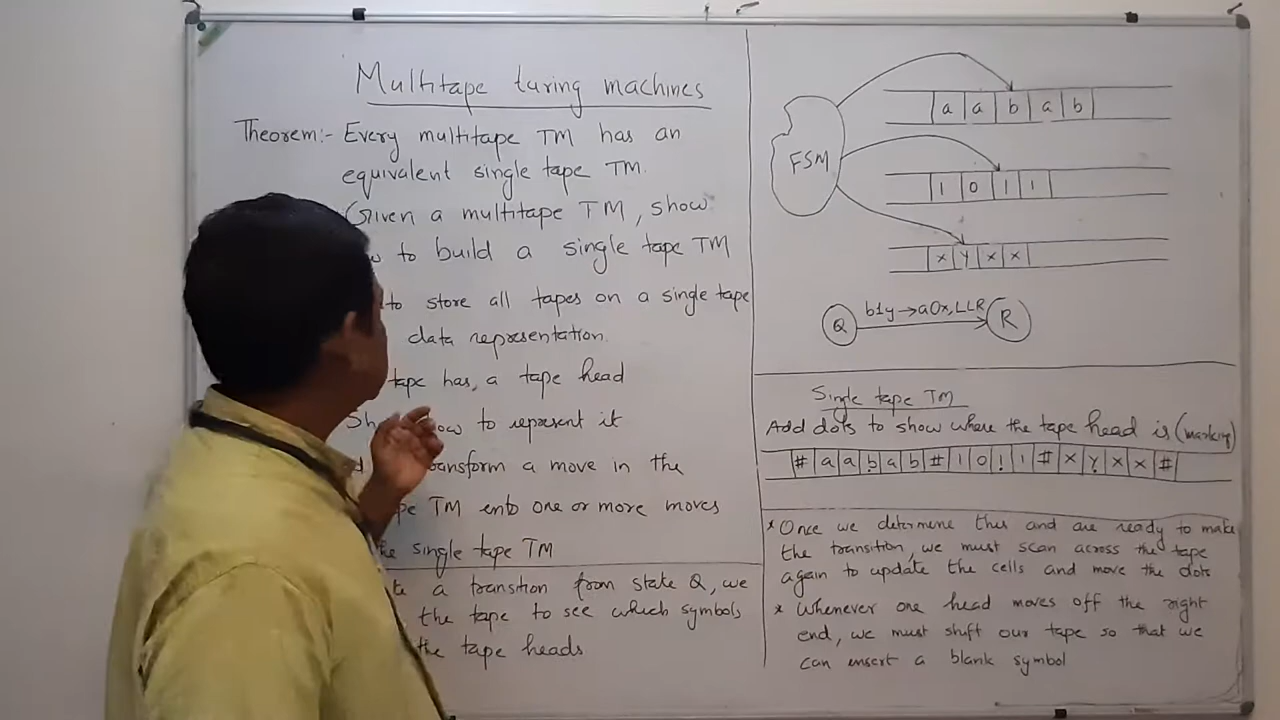 Multitape turing machines
Theorem:- Every multitape TM has an
equivalent single tape TM.
Given a multitape TM, show
to build a single tape TM
to store all tapes on a single tape
data representation.
tape has a tape head
to represent it
a move in the
TM ento one or more moves
single tape TM
a transition from state Q, we
the tape to see which symbols
the tape heads.
FSM
a a b a b
1 0 1 1
x y x x
Q b1y→a0x,LLR R
Single tape TM
Add dots to show where the tape head is (marking)
# a a b a b # 1 0 1 1 # x y x x #
* Once we determine this and are ready to make
the transition, we must scan across the tape
again to update the cells and move the dots
* Whenever one head moves off the right
end, we must shift our tape so that we
can insert a blank symbol